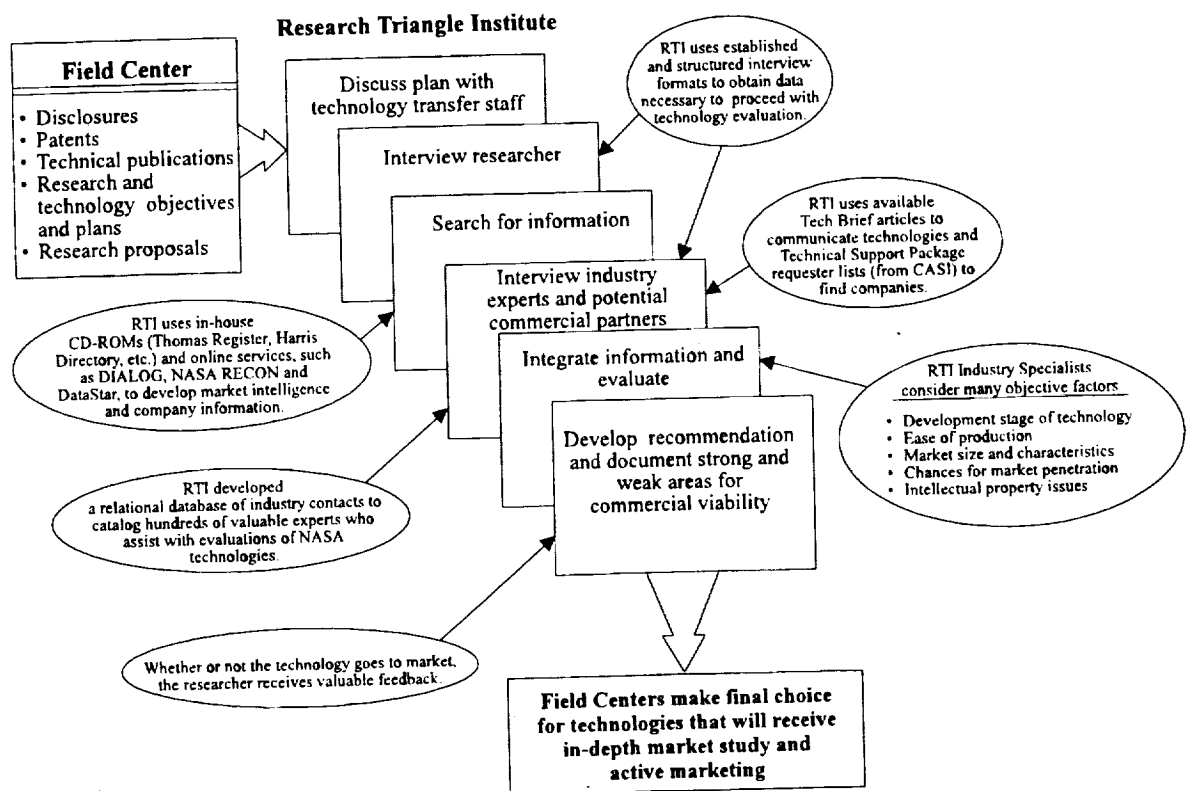 Research Triangle Institute
Field Center
• Disclosures
• Patents
• Technical publications
• Research and
technology objectives
and plans
• Research proposals
Discuss plan with
technology transfer staff
Interview researcher
Search for information
Interview industry
experts and potential
commercial partners
Integrate information and
evaluate
Develop recommendation
and document strong and
weak areas for
commercial viability
RTI uses established
and structured interview
formats to obtain data
necessary to proceed with
technology evaluation.
RTI uses available
Tech Brief articles to
communicate technologies and
Technical Support Package
requester lists (from CASI) to
find companies.
RTI uses in-house
CD-ROMs (Thomas Register, Harris
Directory, etc.) and online services, such
as DIALOG, NASA RECON and
DataStar, to develop market intelligence
and company information.
RTI Industry Specialists
consider many objective factors
• Development stage of technology
• Ease of production
• Market size and characteristics
• Chances for market penetration
• Intellectual property issues
RTI developed
a relational database of industry contacts to
catalog hundreds of valuable experts who
assist with evaluations of NASA
technologies.
Whether or not the technology goes to market,
the researcher receives valuable feedback.
Field Centers make final choice
for technologies that will receive
in-depth market study and
active marketing